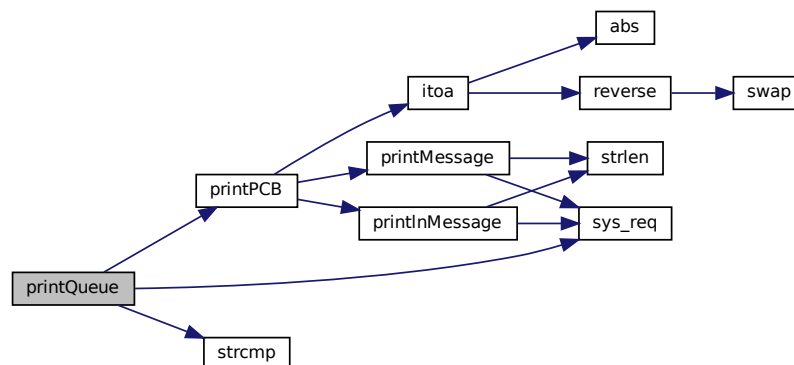 abs
itoa
reverse
swap
printMessage
strlen
printPCB
printlnMessage
sys_req
printQueue
strcmp